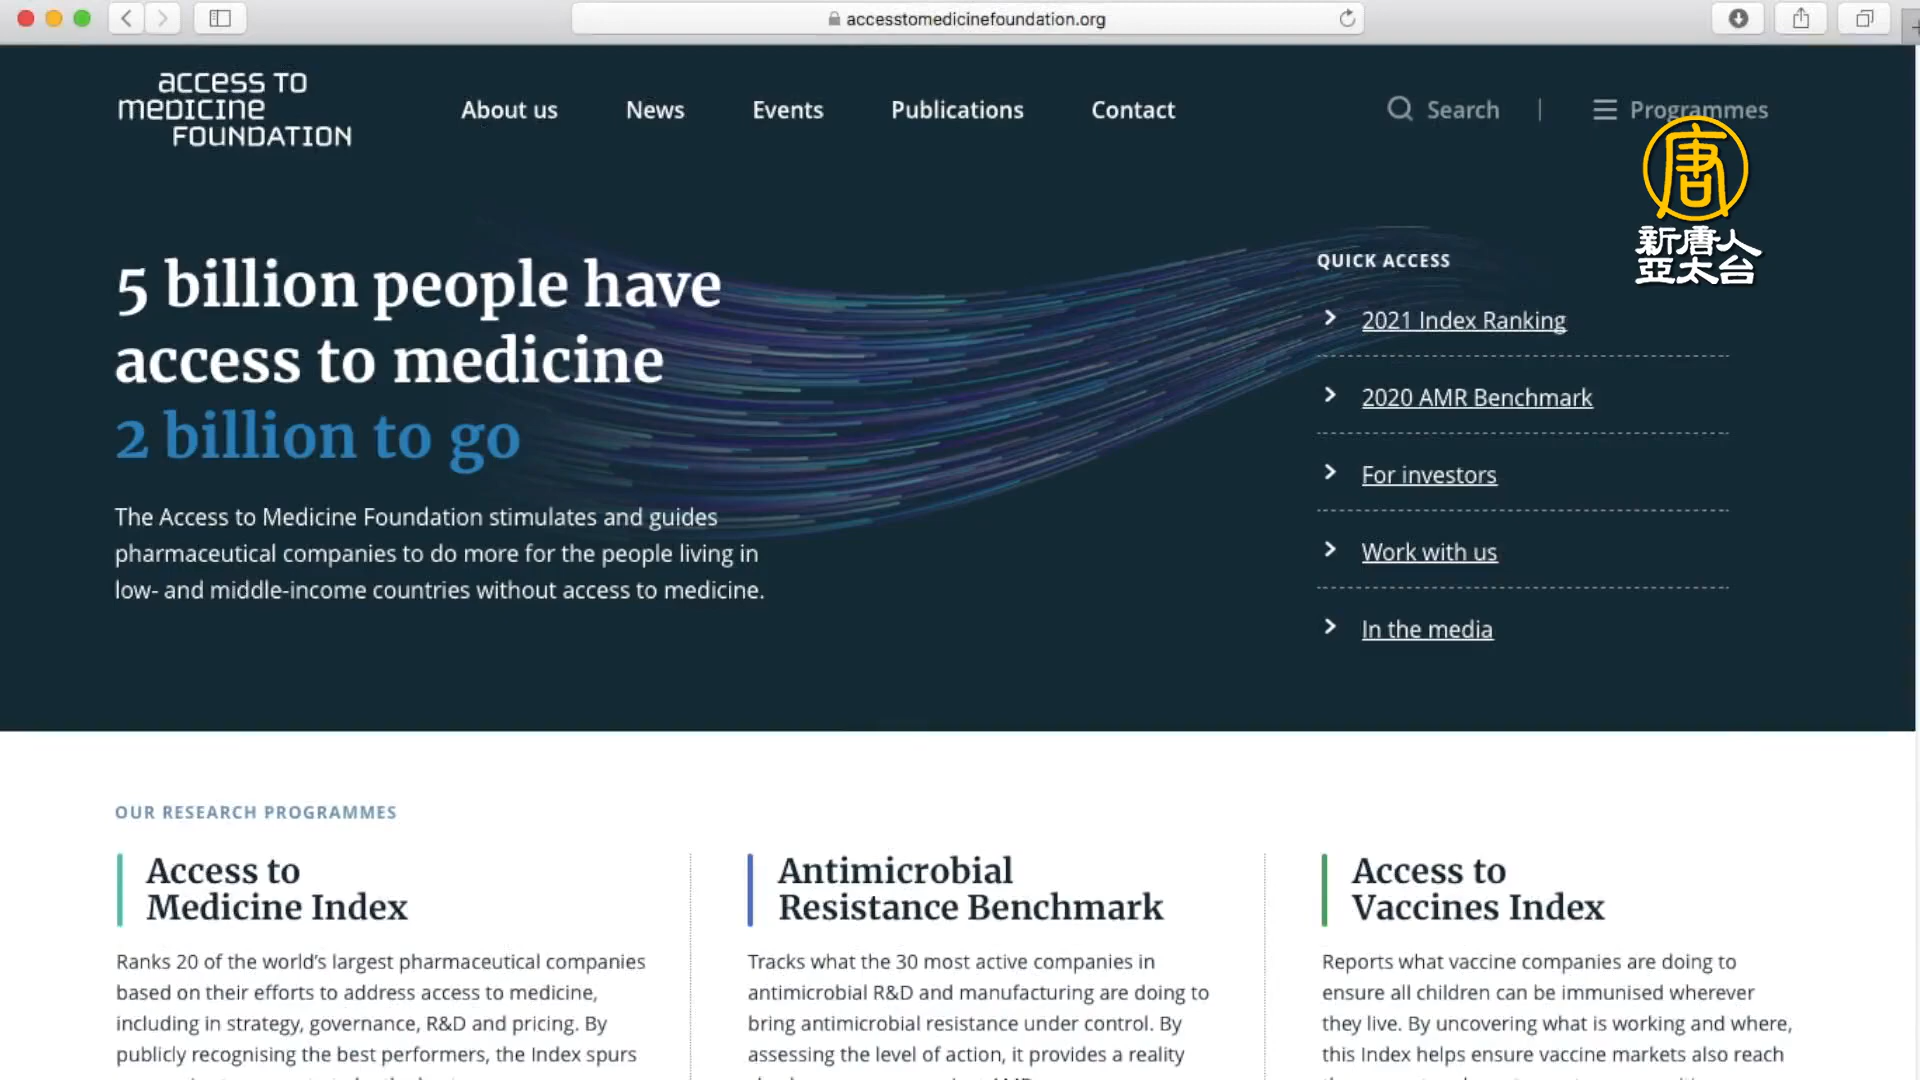 accesstomedicinefoundation.org
access to
medicine
foundation
About us
News
Events
Publications
Contact
Search
Programmes
唐
新唐人
亞太台
5 billion people have
access to medicine
2 billion to go
The Access to Medicine Foundation stimulates and guides
pharmaceutical companies to do more for the people living in
low- and middle-income countries without access to medicine.
QUICK ACCESS
2021 Index Ranking
2020 AMR Benchmark
For investors
Work with us
In the media
OUR RESEARCH PROGRAMMES
Access to
Medicine Index
Ranks 20 of the world's largest pharmaceutical companies
based on their efforts to address access to medicine,
including in strategy, governance, R&D and pricing. By
publicly recognising the best performers, the Index spurs
Antimicrobial
Resistance Benchmark
Tracks what the 30 most active companies in
antimicrobial R&D and manufacturing are doing to
bring antimicrobial resistance under control. By
assessing the level of action, it provides a reality
Access to
Vaccines Index
Reports what vaccine companies are doing to
ensure all children can be immunised wherever
they live. By uncovering what is working and where,
this Index helps ensure vaccine markets also reach